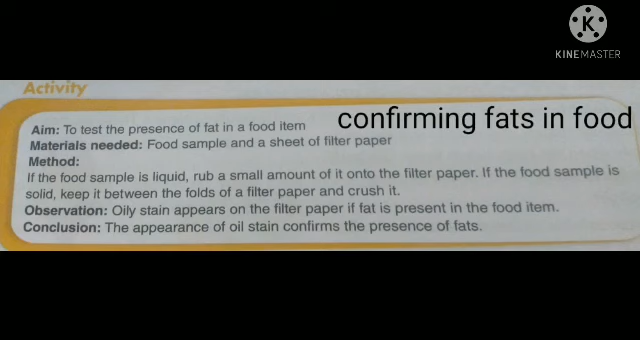 KINEMASTER
Activity
confirming fats in food
Aim: To test the presence of fat in a food item
Materials needed: Food sample and a sheet of filter paper
Method:
If the food sample is liquid, rub a small amount of it onto the filter paper. If the food sample is
solid, keep it between the folds of a filter paper and crush it.
Observation: Oily stain appears on the filter paper if fat is present in the food item.
Conclusion: The appearance of oil stain confirms the presence of fats.